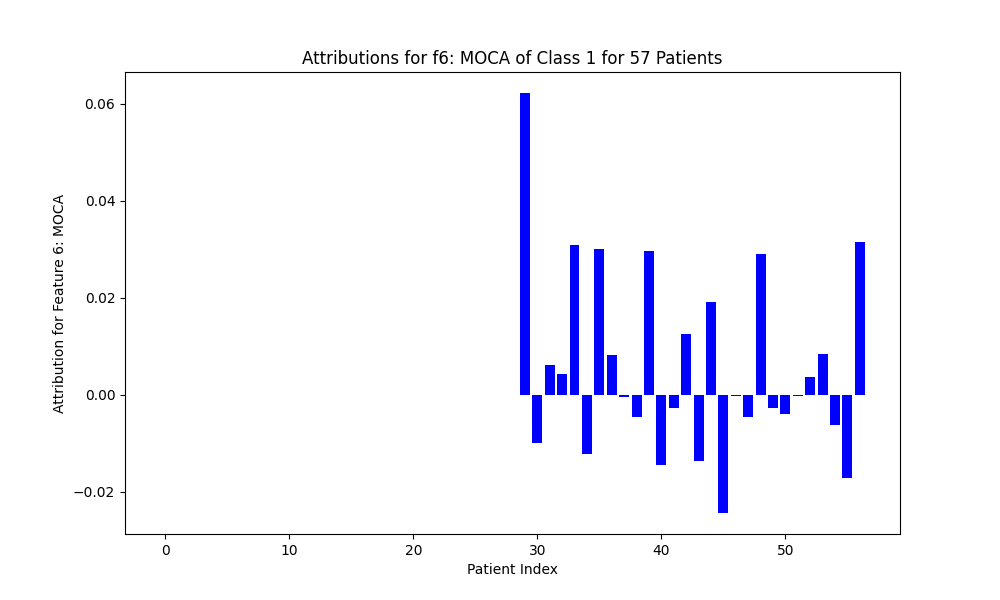 Attributions for f6: MOCA of Class 1 for 57 Patients
Attribution for Feature 6: MOCA
0.06
0.04
0.02
0.00
−0.02
0 10 20 30 40 50
Patient Index